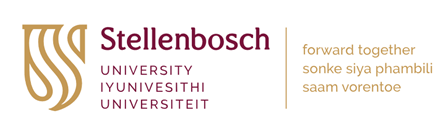 Stellenbosch
UNIVERSITY
IYUNIVESITHI
UNIVERSITEIT
forward together
sonke siya phambili
saam vorentoe